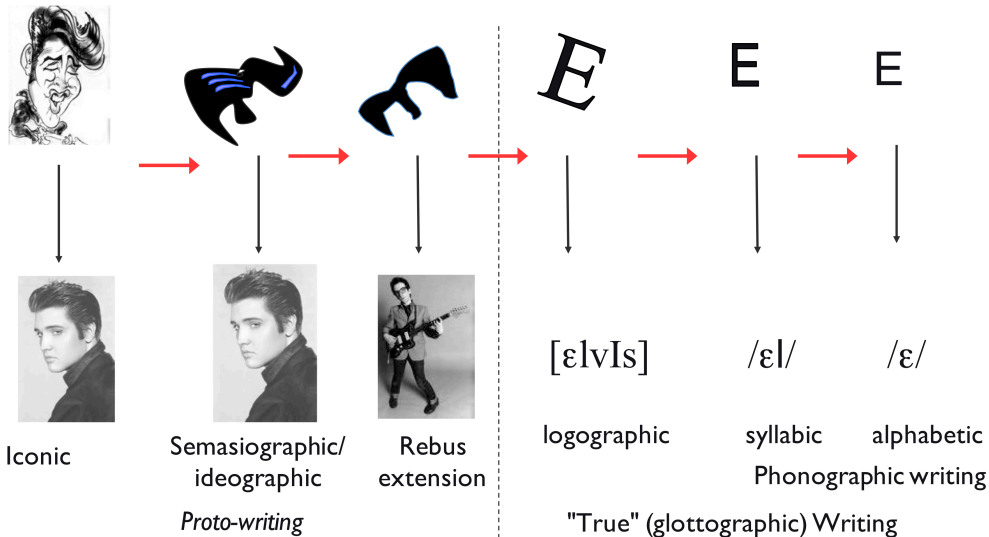 E E E
[ɛlvIs] /ɛl/ /ɛ/
Iconic
Semasiographic/
ideographic
Rebus
extension
logographic
syllabic
alphabetic
Phonographic writing
Proto-writing
"True" (glottographic) Writing